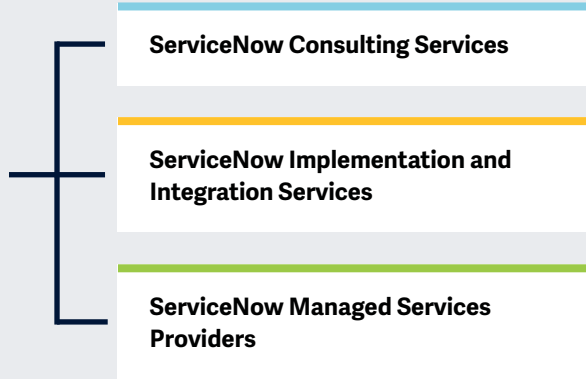 ServiceNow Consulting Services
ServiceNow Implementation and
Integration Services
ServiceNow Managed Services
Providers